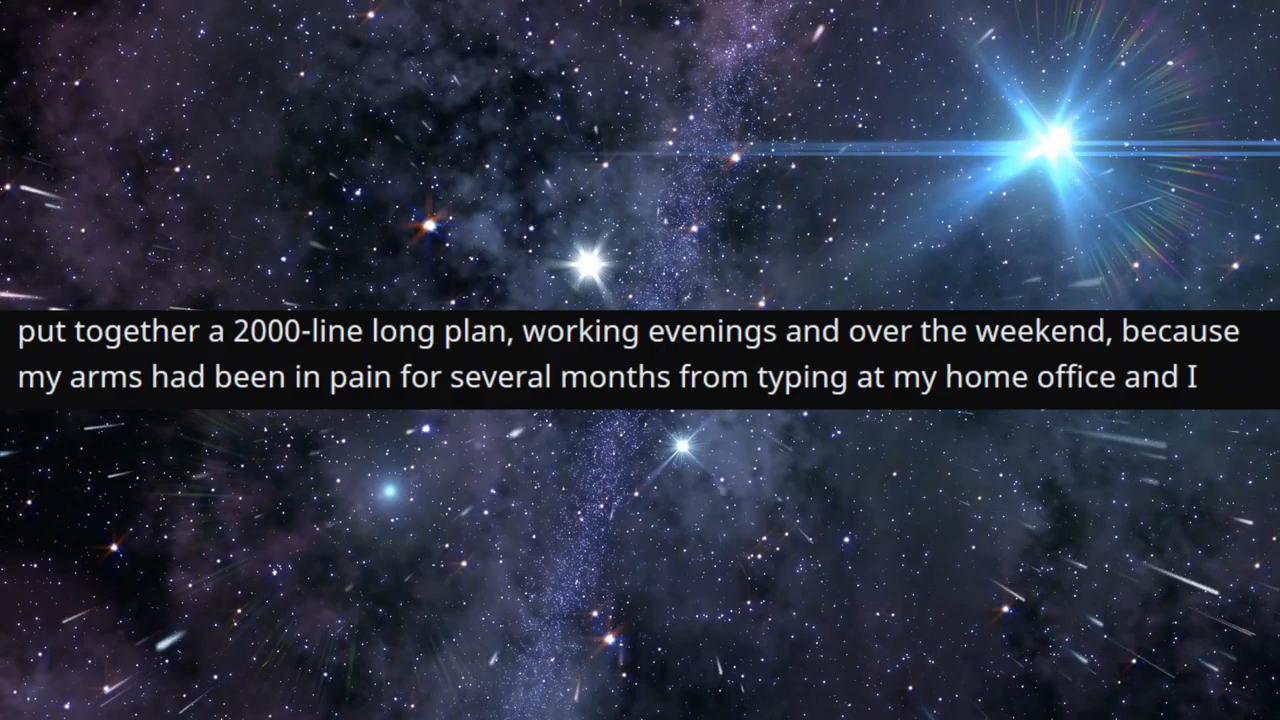 put together a 2000-line long plan, working evenings and over the weekend, because
my arms had been in pain for several months from typing at my home office and I